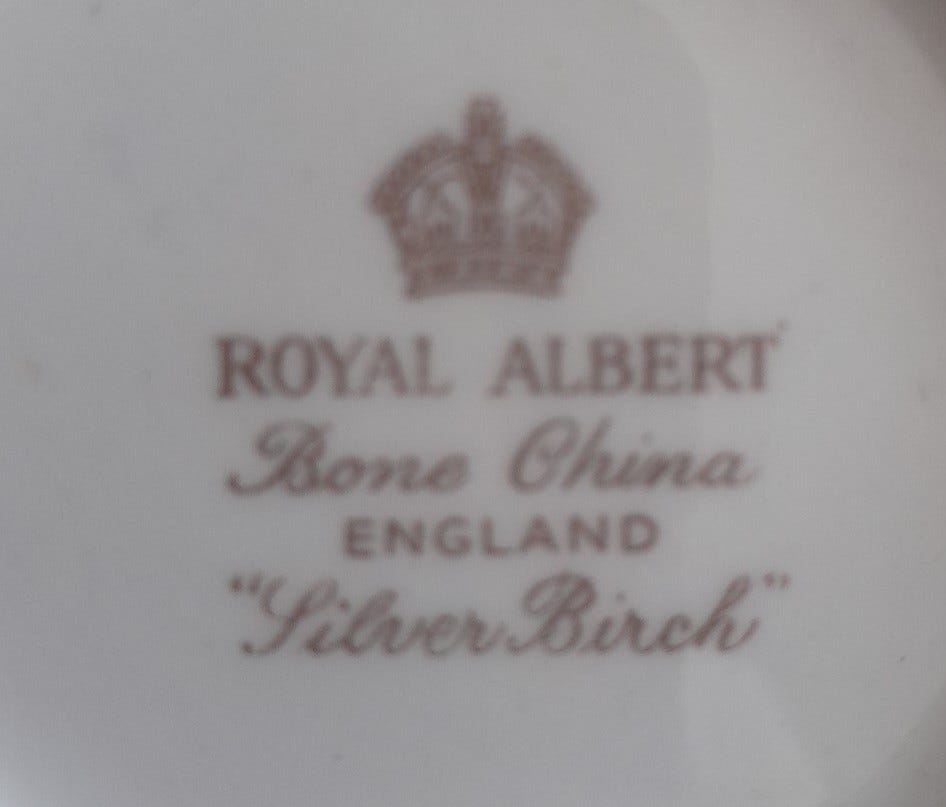 ROYAL ALBERT
Bone China
ENGLAND
"Silver Birch"